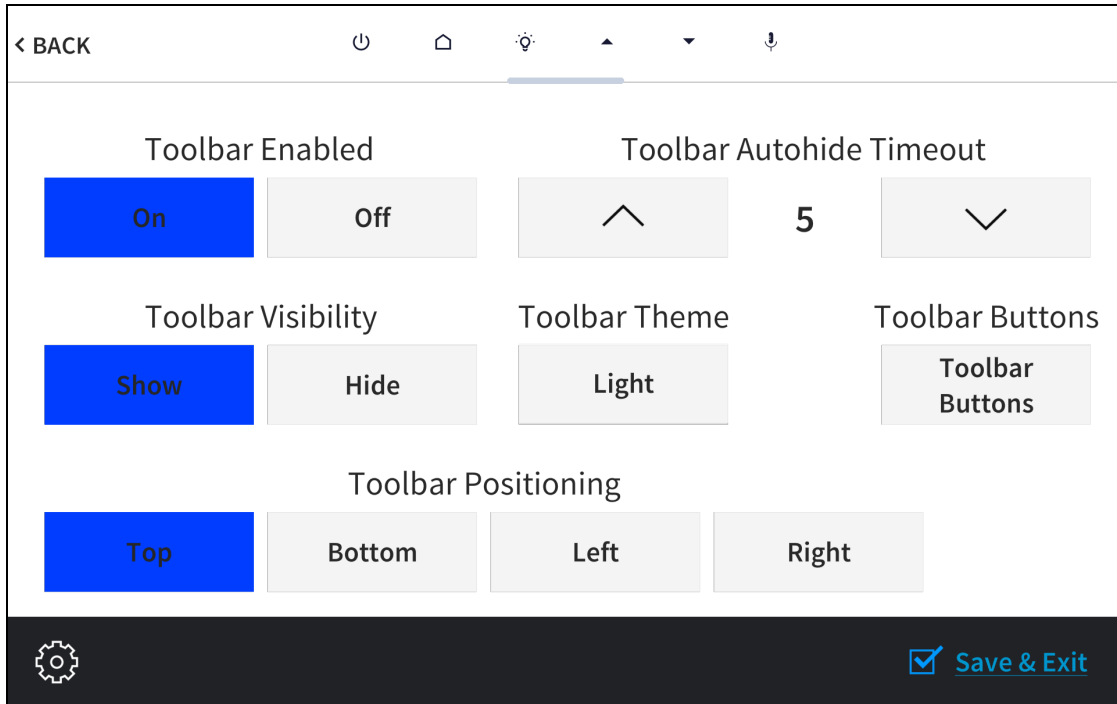 < BACK
Toolbar Enabled
Toolbar Autohide Timeout
On
Off
5
Toolbar Visibility
Toolbar Theme
Toolbar Buttons
Show
Hide
Light
Toolbar
Buttons
Toolbar Positioning
Top
Bottom
Left
Right
Save & Exit